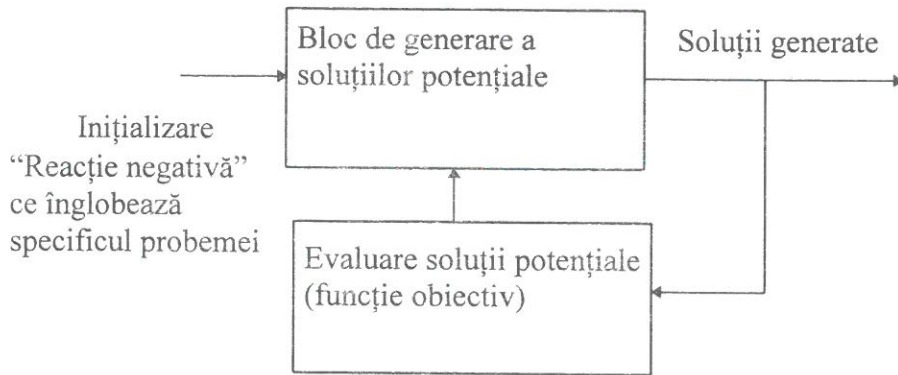 Bloc de generare a
soluțiilor potențiale
Soluții generate
Inițializare
“Reacție negativă”
ce înglobează
specificul probemei
Evaluare soluții potențiale
(funcție obiectiv)